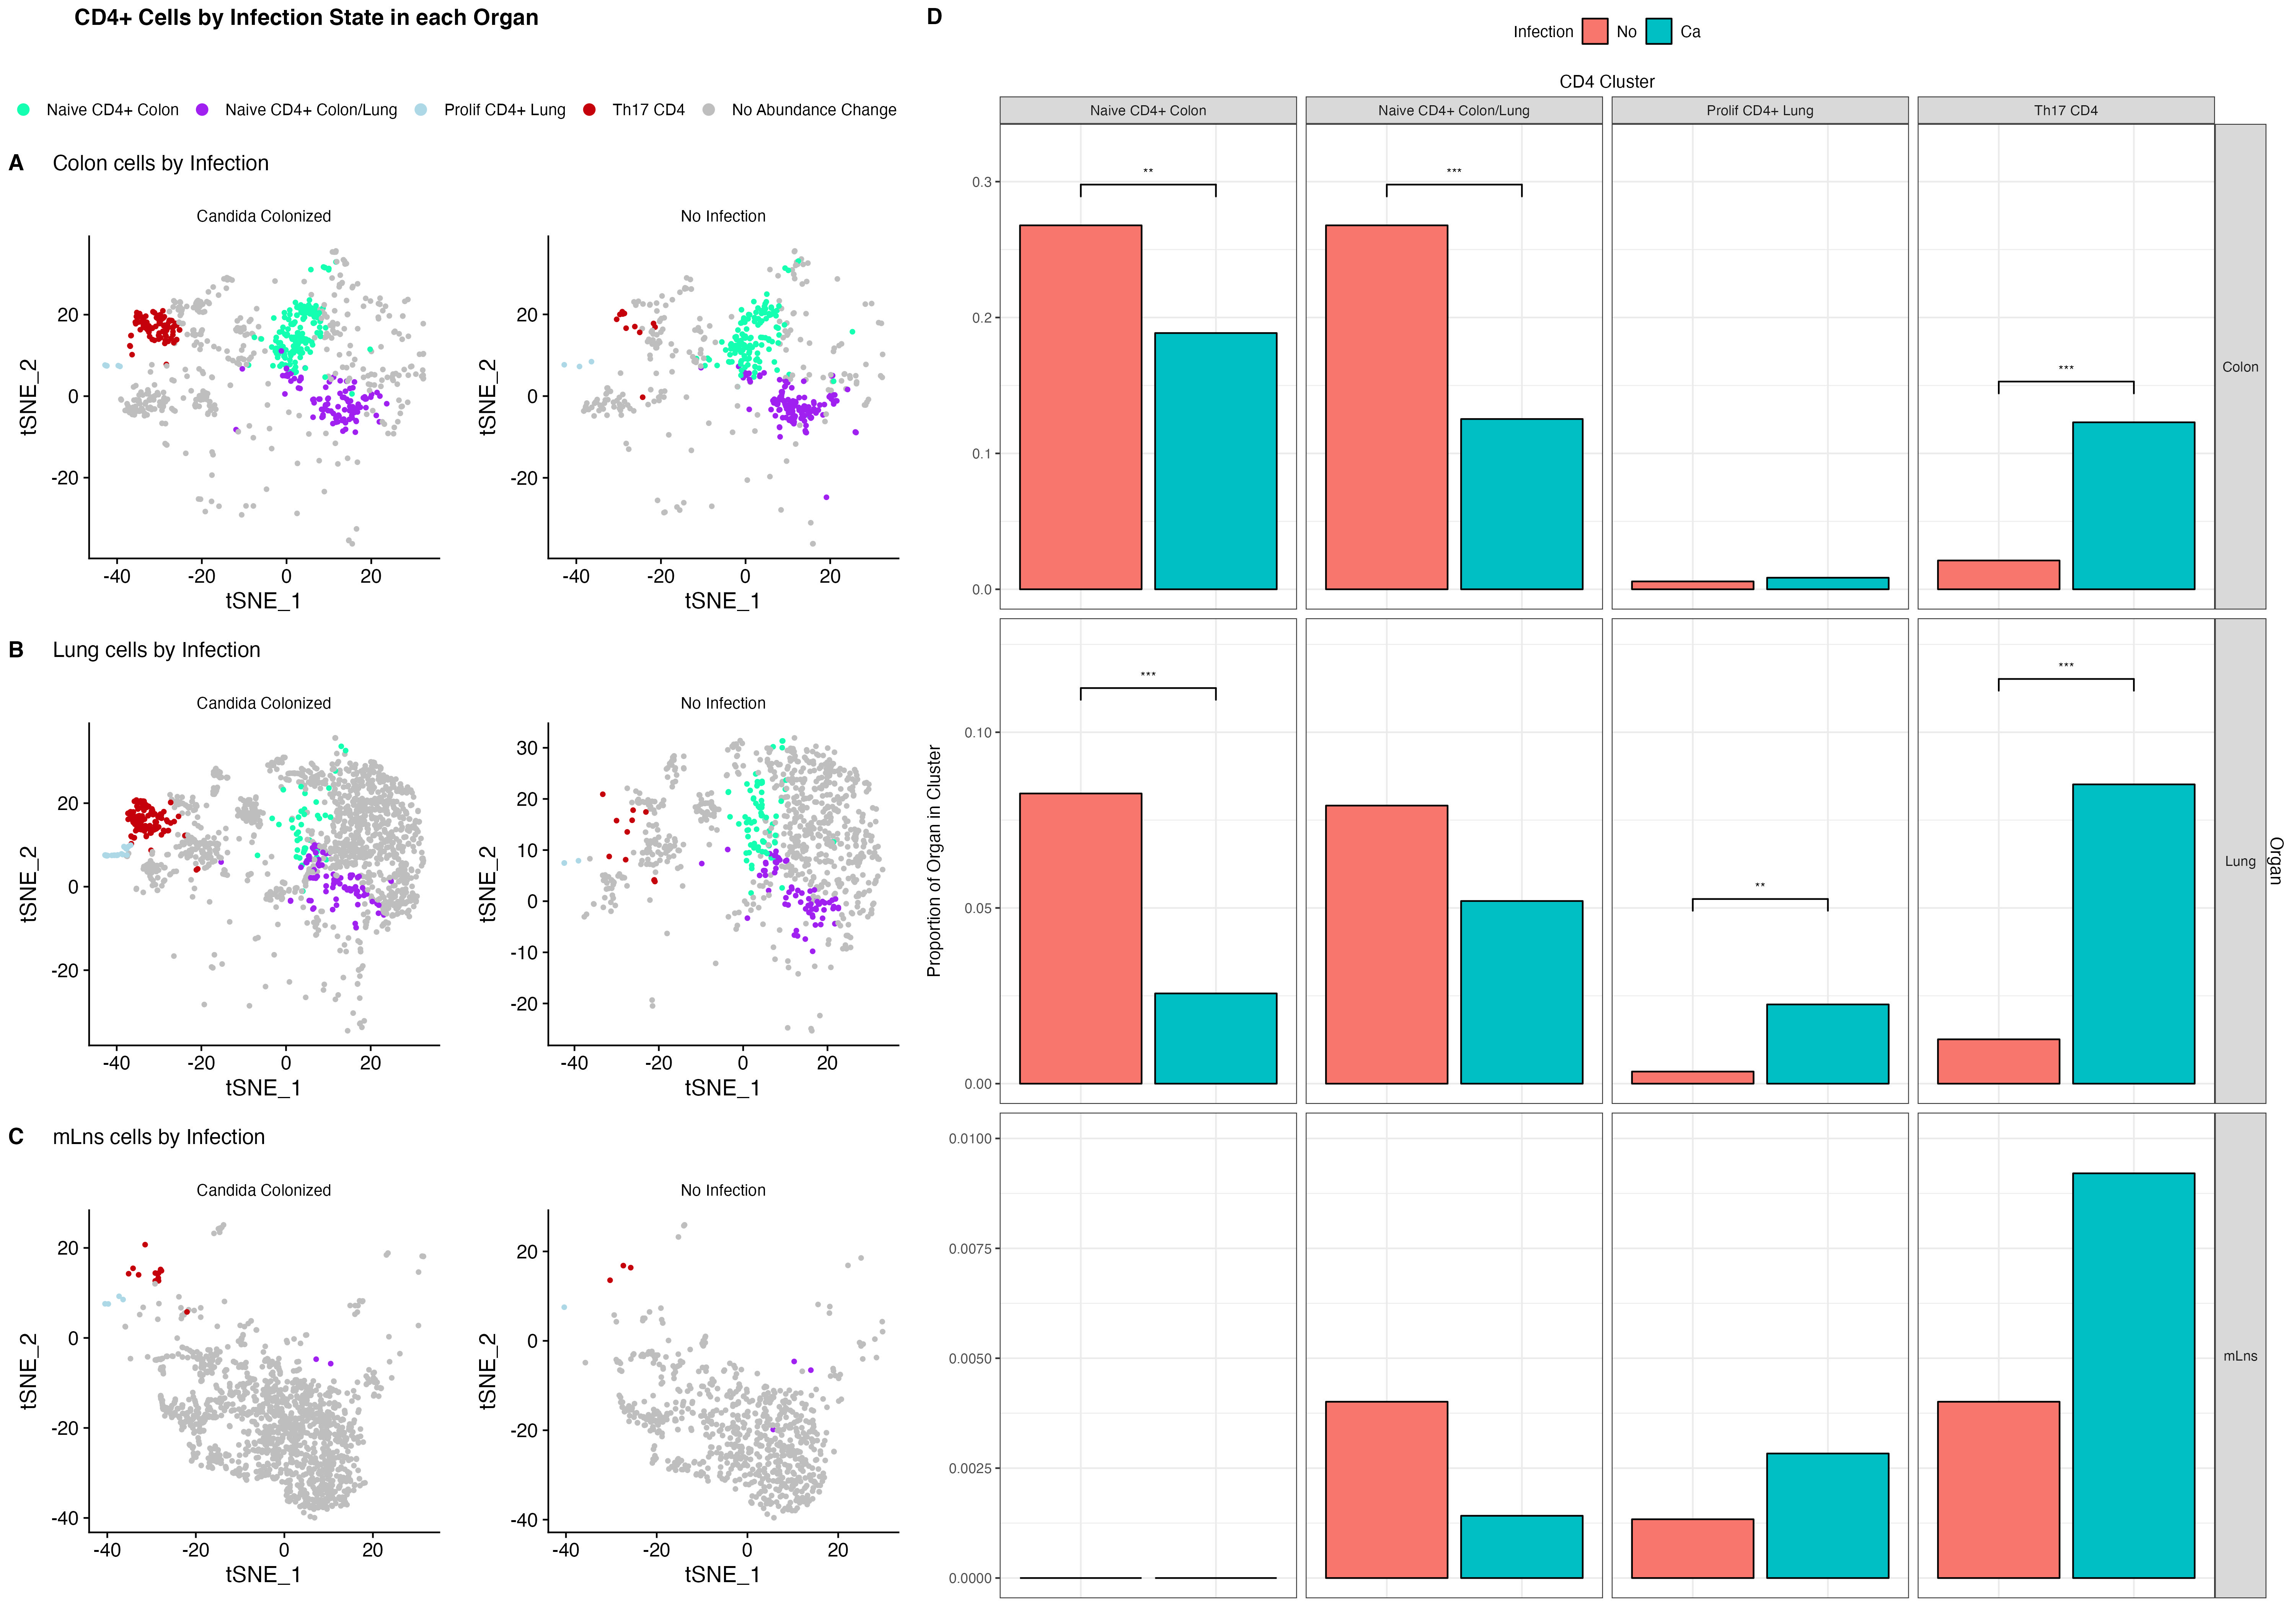 CD4+ Cells by Infection State in each Organ
Naive CD4+ Colon Naive CD4+ Colon/Lung Prolif CD4+ Lung Th17 CD4 No Abundance Change
A Colon cells by Infection
Candida Colonized No Infection
20 20
0 0
-20 -20
tSNE_2 tSNE_2
-40 -20 0 20 -40 -20 0 20
tSNE_1 tSNE_1
B Lung cells by Infection
Candida Colonized No Infection
20 0 -20
30 20 10 0 -10 -20
tSNE_2 tSNE_2
-40 -20 0 20 -40 -20 0 20
tSNE_1 tSNE_1
C mLns cells by Infection
Candida Colonized No Infection
20 20
0 0
-20 -20
-40 -40
tSNE_2 tSNE_2
-40 -20 0 20 -40 -20 0 20
tSNE_1 tSNE_1
D
Infection No Ca
CD4 Cluster
Naive CD4+ Colon Naive CD4+ Colon/Lung Prolif CD4+ Lung Th17 CD4
** *** ***
0.3
0.2
0.1
0.0
Colon
*** ** ***
0.10
0.05
0.00
Lung
Proportion of Organ in Cluster
Organ
0.0100
0.0075
0.0050
0.0025
0.0000
mLns